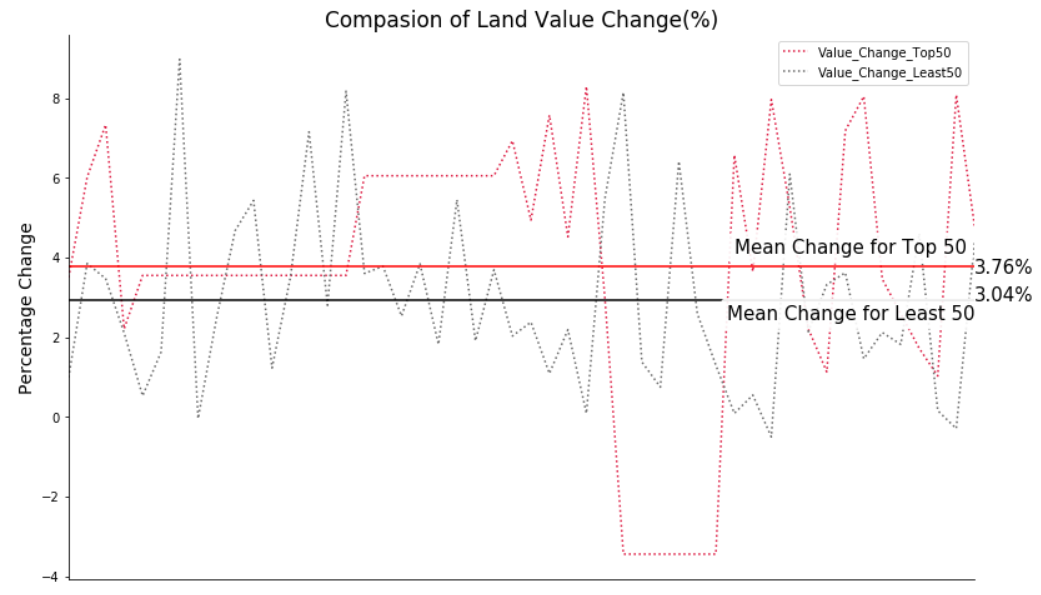 Compasion of Land Value Change(%)
Value_Change_Top50
Value_Change_Least50
Percentage Change
8
6
4
2
0
−2
−4
Mean Change for Top 50
3.76%
3.04%
Mean Change for Least 50